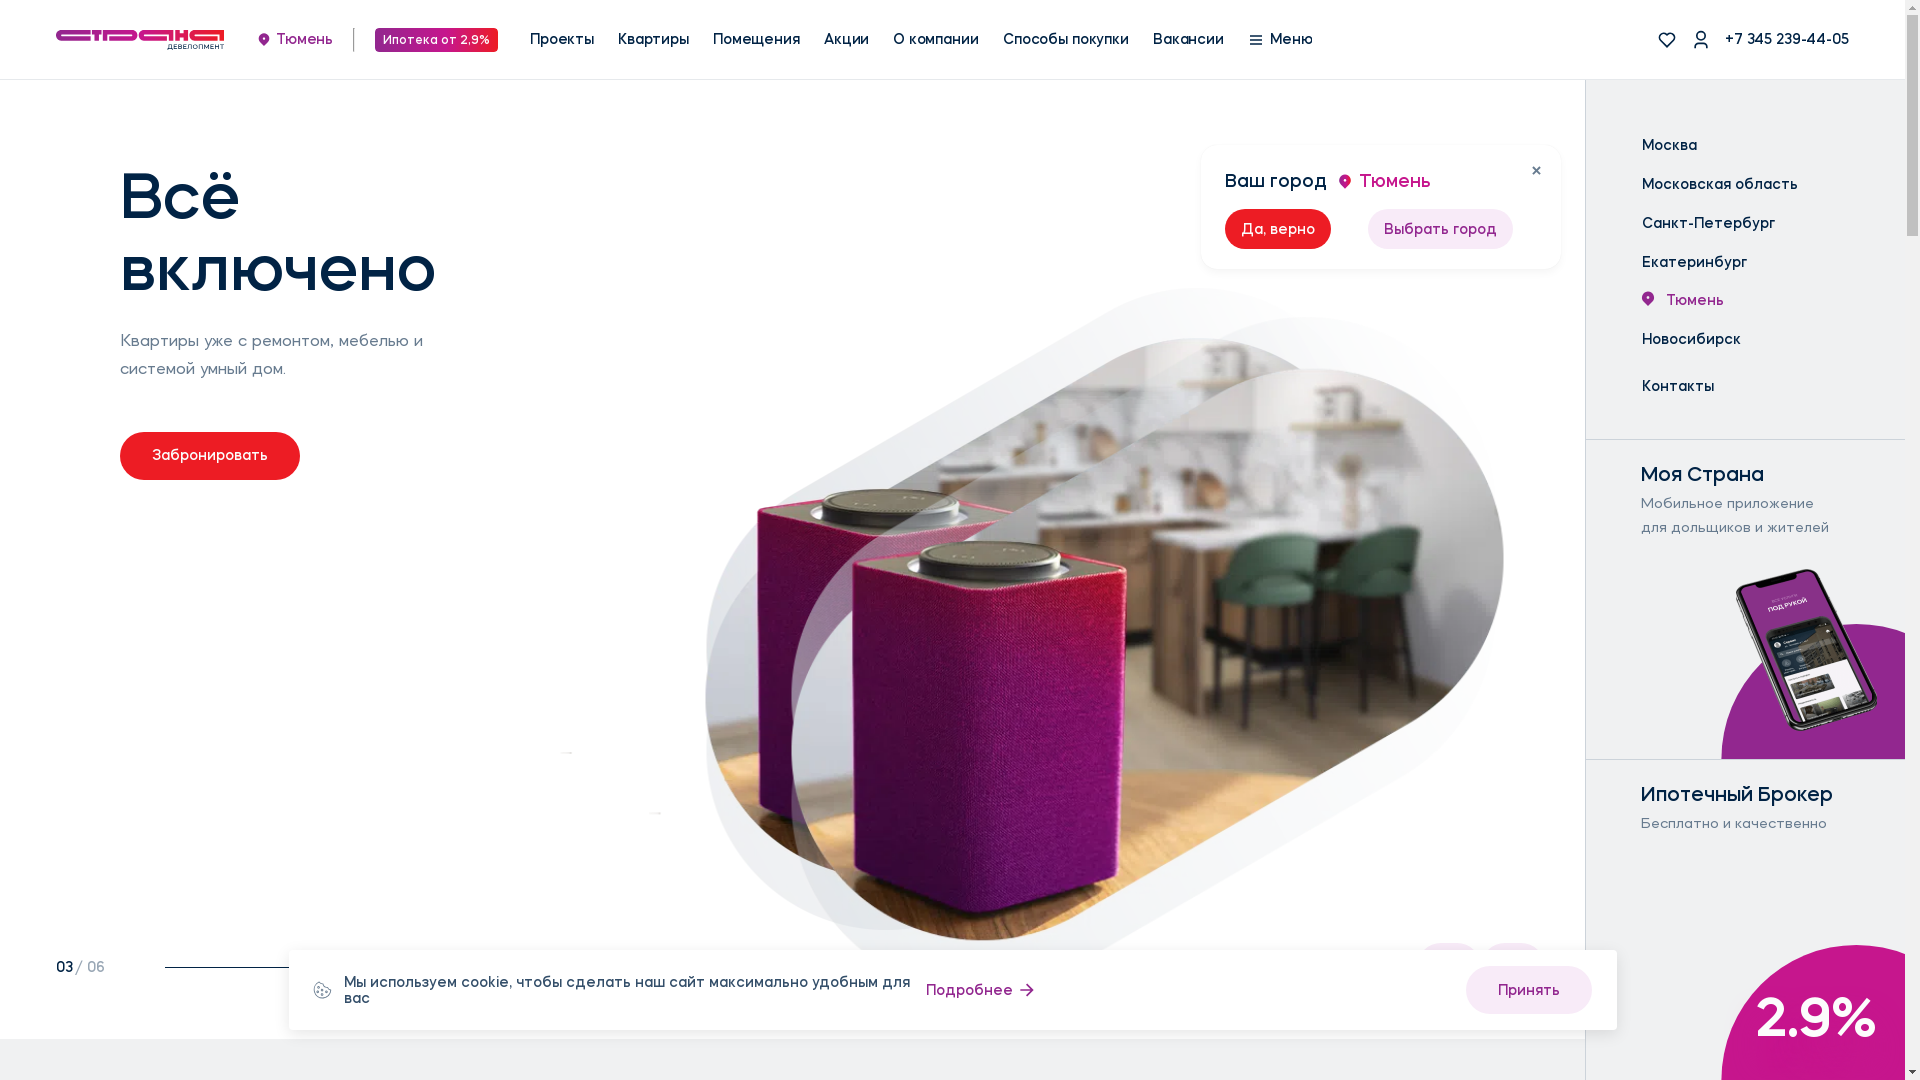 СТРАНА
ДЕВЕЛОПМЕНТ
Тюмень
Ипотека от 2,9%
Проекты
Квартиры
Помещения
Акции
О компании
Способы покупки
Вакансии
Меню
+7 345 239-44-05
Всё
включено
Квартиры уже с ремонтом, мебелью и
системой умный дом.
Забронировать
Ваш город
Тюмень
×
Да, верно
Выбрать город
03 / 06
Москва
Московская область
Санкт-Петербург
Екатеринбург
Тюмень
Новосибирск
Контакты
Моя Страна
Мобильное приложение
для дольщиков и жителей
ПОД РУКОЙ
Ипотечный Брокер
Бесплатно и качественно
2.9%
Мы используем cookie, чтобы сделать наш сайт максимально удобным для
вас
Подробнее
Принять